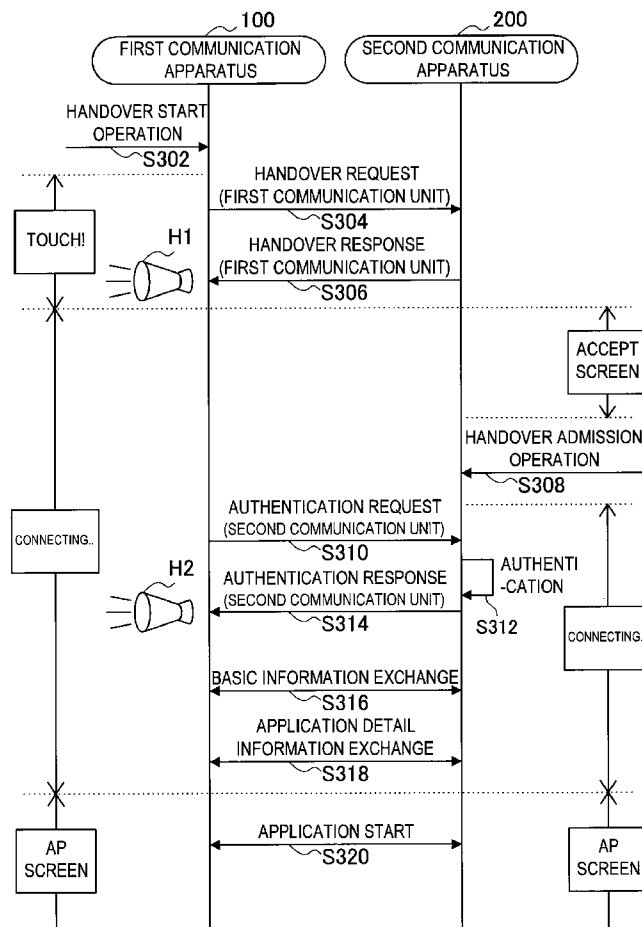 100
FIRST COMMUNICATION
APPARATUS
200
SECOND COMMUNICATION
APPARATUS
HANDOVER START
OPERATION
S302
HANDOVER REQUEST
(FIRST COMMUNICATION UNIT)
S304
TOUCH!
H1
HANDOVER RESPONSE
(FIRST COMMUNICATION UNIT)
S306
ACCEPT
SCREEN
HANDOVER ADMISSION
OPERATION
S308
CONNECTING..
AUTHENTICATION REQUEST
(SECOND COMMUNICATION UNIT)
S310
AUTHENTI
-CATION
S312
H2
AUTHENTICATION RESPONSE
(SECOND COMMUNICATION UNIT)
S314
CONNECTING..
BASIC INFORMATION EXCHANGE
S316
APPLICATION DETAIL
INFORMATION EXCHANGE
S318
AP
SCREEN
APPLICATION START
S320
AP
SCREEN